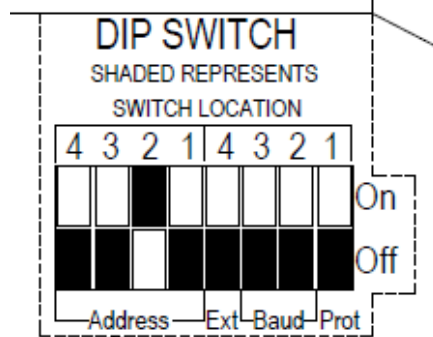 DIP SWITCH
SHADED REPRESENTS
SWITCH LOCATION
4 3 2 1 4 3 2 1
On
Off
Address Ext Baud Prot